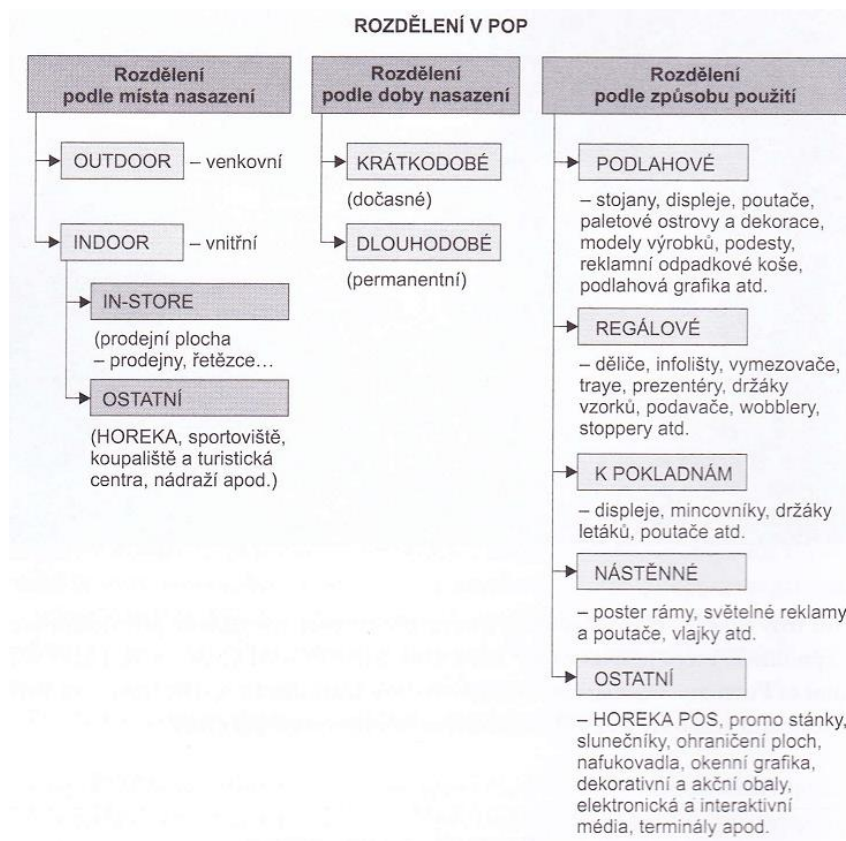 ROZDĚLENÍ V POP
Rozdělení
podle místa nasazení
OUTDOOR – venkovní
INDOOR – vnitřní
IN-STORE
(prodejní plocha
– prodejny, řetězce...
OSTATNÍ
(HOREKA, sportoviště,
koupaliště a turistická
centra, nádraží apod.)
Rozdělení
podle doby nasazení
KRÁTKODOBÉ
(dočasné)
DLOUHODOBÉ
(permanentní)
Rozdělení
podle způsobu použití
PODLAHOVÉ
– stojany, displeje, poutače,
paletové ostrovy a dekorace,
modely výrobků, podesty,
reklamní odpadkové koše,
podlahová grafika atd.
REGÁLOVÉ
– děliče, infolišty, vymezovače,
traye, prezentéry, držáky
vzorků, podavače, wobblery,
stoppery atd.
K POKLADNÁM
– displeje, mincovníky, držáky
letáků, poutače atd.
NÁSTĚNNÉ
– poster rámy, světelné reklamy
a poutače, vlajky atd.
OSTATNÍ
– HOREKA POS, promo stánky,
slunečníky, ohraničení ploch,
nafukovadla, okenní grafika,
dekorativní a akční obaly,
elektronická a interaktivní
média, terminály apod.